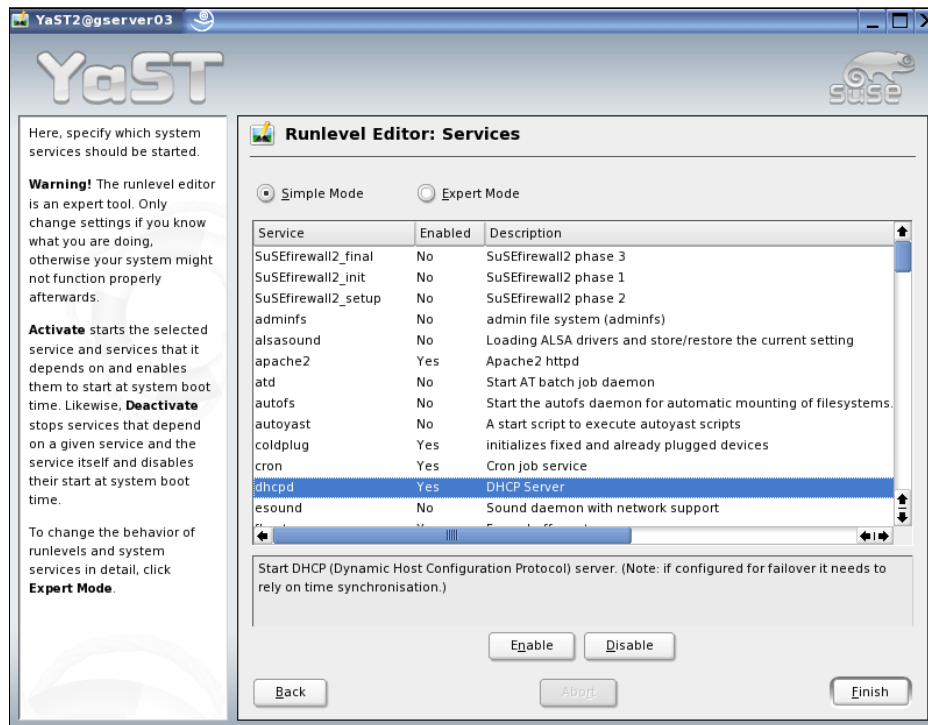 YaST2@gserver03
YaST
suse
Here, specify which system
services should be started.
Warning! The runlevel editor
is an expert tool. Only
change settings if you know
what you are doing,
otherwise your system might
not function properly
afterwards.
Activate starts the selected
service and services that it
depends on and enables
them to start at system boot
time. Likewise, Deactivate
stops services that depend
on a given service and the
service itself and disables
their start at system boot
time.
To change the behavior of
runlevels and system
services in detail, click
Expert Mode.
Runlevel Editor: Services
Simple Mode Expert Mode
Service Enabled Description
SuSEfirewall2_final No SuSEfirewall2 phase 3
SuSEfirewall2_init No SuSEfirewall2 phase 1
SuSEfirewall2_setup No SuSEfirewall2 phase 2
adminfs No admin file system (adminfs)
alsasound No Loading ALSA drivers and store/restore the current setting
apache2 Yes Apache2 httpd
atd No Start AT batch job daemon
autofs No Start the autofs daemon for automatic mounting of filesystems.
autoyast No A start script to execute autoyast scripts
coldplug Yes initializes fixed and already plugged devices
cron Yes Cron job service
dhcpd Yes DHCP Server
esound No Sound daemon with network support
Start DHCP (Dynamic Host Configuration Protocol) server. (Note: if configured for failover it needs to
rely on time synchronisation.)
Enable Disable
Back Abort Finish